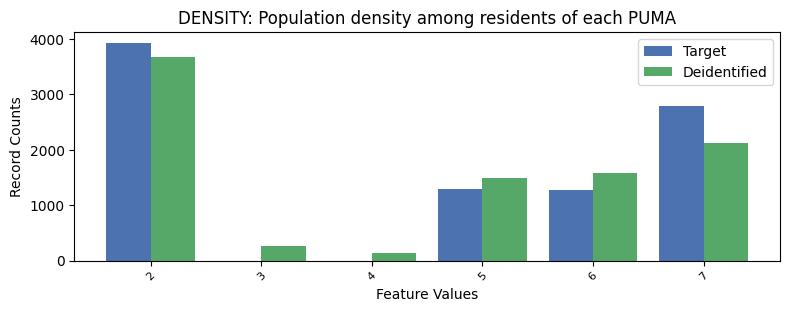 DENSITY: Population density among residents of each PUMA
Target
Deidentified
4000
3000
2000
1000
0
Record Counts
2 3 4 5 6 7
Feature Values